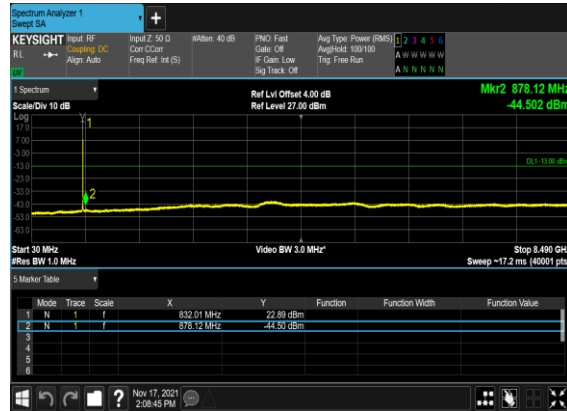 Spectrum Analyzer 1
Swept SA
+
KEYSIGHT Input: RF Input Z: 50 Ω #Atten: 40 dB PNO: Fast Avg Type: Power (RMS) 1 2 3 4 5 6
RL Coupling: DC Corr CCorr Gate: Off Avg|Hold: 100/100 A W W W W W
Align: Auto Freq Ref: Int (S) IF Gain: Low Trig: Free Run
Sig Track: Off A N N N N N
1 Spectrum Ref Lvl Offset 4.00 dB Mkr2 878.12 MHz
Scale/Div 10 dB Ref Level 27.00 dBm -44.502 dBm
Log
17.0
1
7.00
-3.00
-13.0
DL1 -13.00 dBm
-23.0
-33.0
2
-43.0
-53.0
-63.0
Start 30 MHz Video BW 3.0 MHz* Stop 8.490 GHz
#Res BW 1.0 MHz Sweep ~17.2 ms (40001 pts)
5 Marker Table
Mode Trace Scale X Y Function Function Width Function Value
1 N 1 f 832.01 MHz 22.89 dBm
2 N 1 f 878.12 MHz -44.50 dBm
3
4
5
6
? Nov 17, 2021
2:08:45 PM